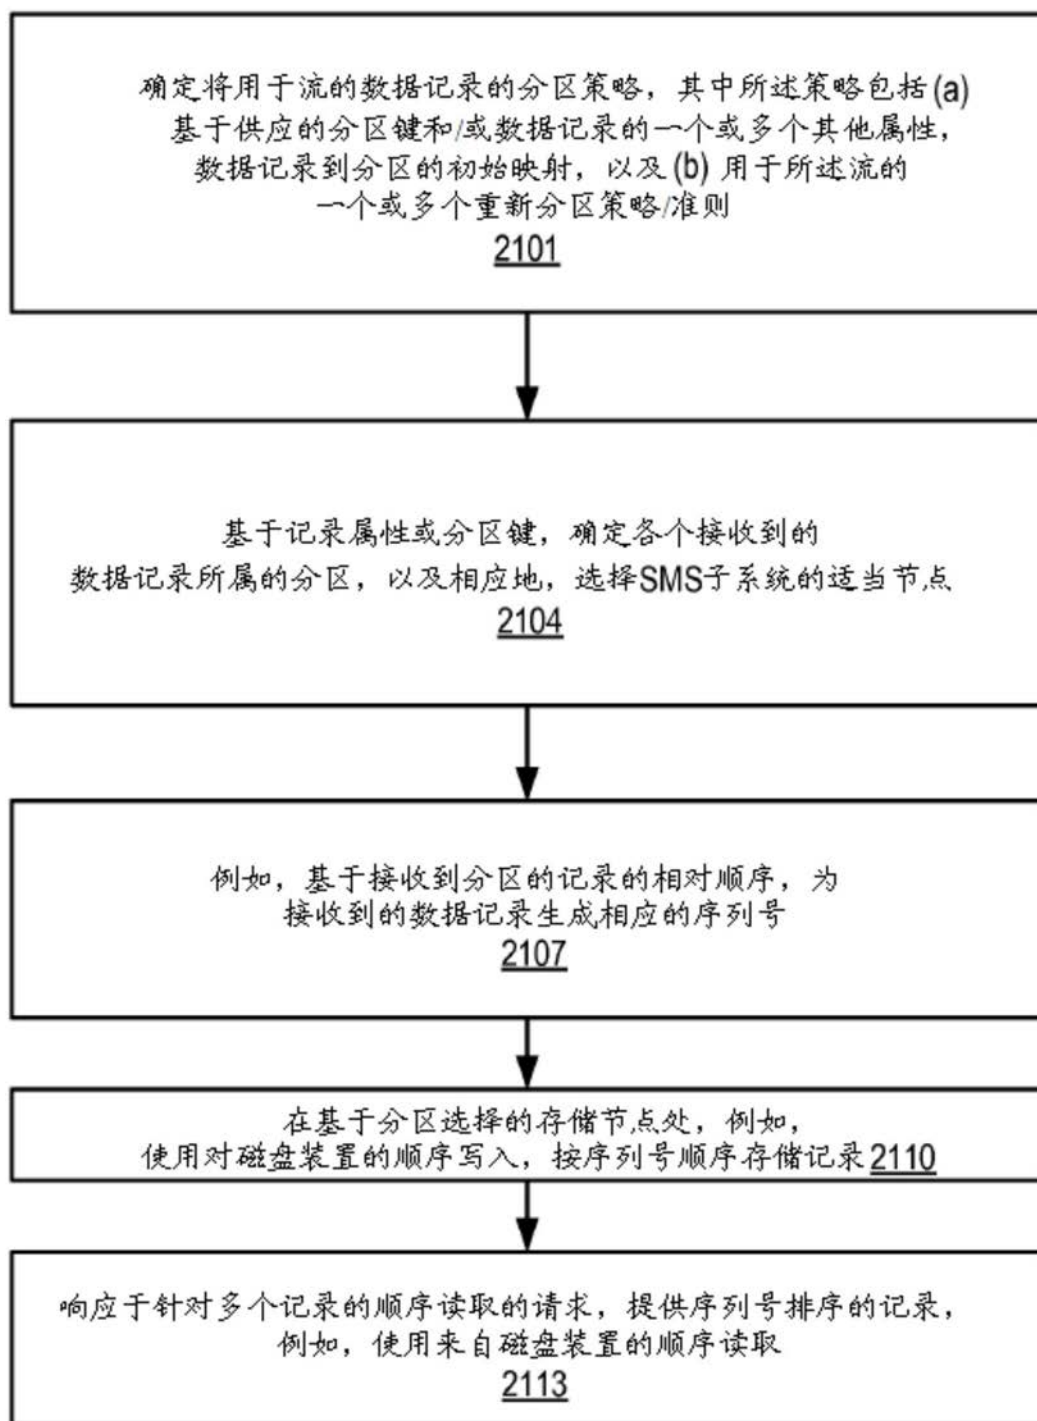 确定将用于流的数据记录的分区策略，其中所述策略包括(a)
基于供应的分区键和/或数据记录的一个或多个其他属性，
数据记录到分区的初始映射，以及(b) 用于所述流的
一个或多个重新分区策略/准则
2101
基于记录属性或分区键，确定各个接收到的
数据记录所属的分区，以及相应地，选择SMS子系统的适当节点
2104
例如，基于接收到分区的记录的相对顺序，为
接收到的数据记录生成相应的序列号
2107
在基于分区选择的存储节点处，例如，
使用对磁盘装置的顺序写入，按序列号顺序存储记录2110
响应于针对多个记录的顺序读取的请求，提供序列号排序的记录，
例如，使用来自磁盘装置的顺序读取
2113